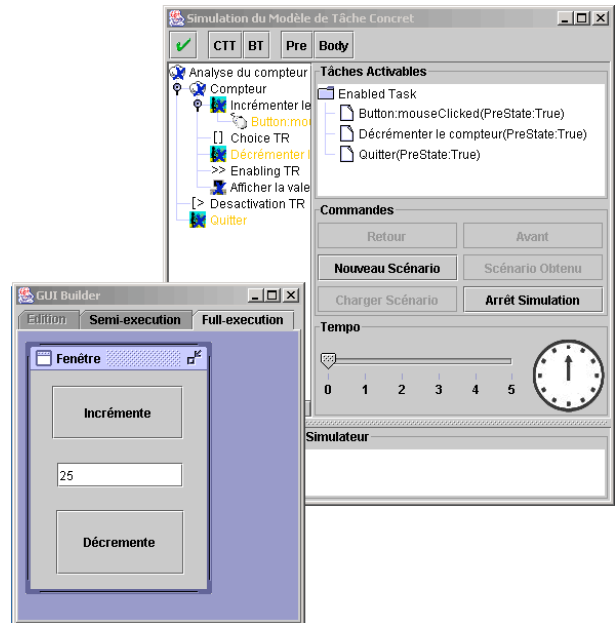 Simulation du Modèle de Tâche Concret
CTT BT Pre Body
Analyse du compteur
Compteur
Incrémenter le
Button:mou
[] Choice TR
Décrémenter l
>> Enabling TR
Afficher la vale
[> Desactivation TR
Quitter
Tâches Activables
Enabled Task
Button:mouseClicked(PreState:True)
Décrémenter le compteur(PreState:True)
Quitter(PreState:True)
Commandes
Retour Avant
Nouveau Scénario Scénario Obtenu
Charger Scénario Arrêt Simulation
Tempo
0 1 2 3 4 5
Simulateur
GUI Builder
Edition Semi-execution Full-execution
Fenêtre
Incrémente
25
Décremente